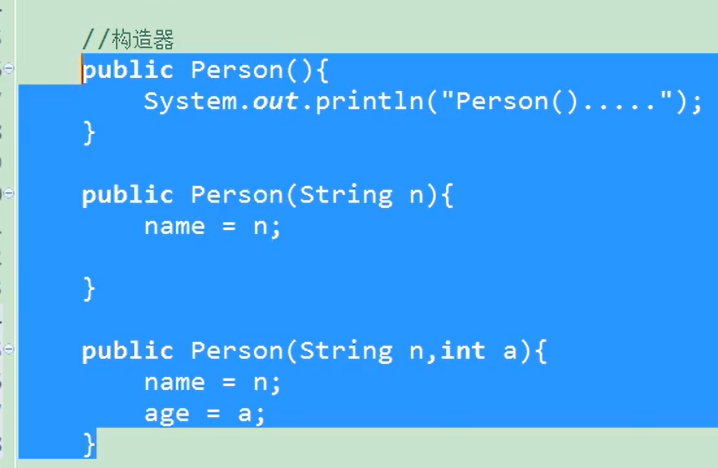 //构造器
public Person(){
System.out.println("Person().....");
}
public Person(String n){
name = n;
}
public Person(String n,int a){
name = n;
age = a;
}